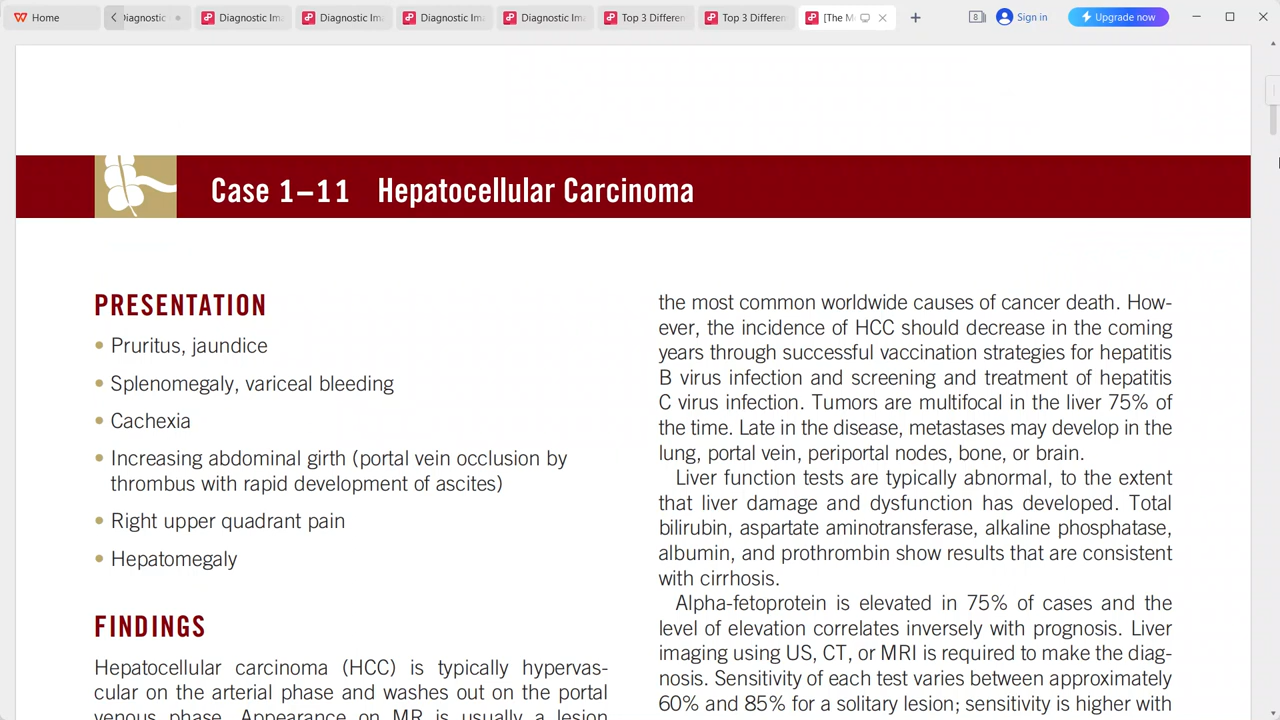 Home
Diagnostic
Diagnostic Im
Diagnostic Im
Diagnostic Im
Diagnostic Im
Top 3 Differen
Top 3 Differen
[The M
8
Sign in
Upgrade now
Case 1–11 Hepatocellular Carcinoma
PRESENTATION
• Pruritus, jaundice
• Splenomegaly, variceal bleeding
• Cachexia
• Increasing abdominal girth (portal vein occlusion by
thrombus with rapid development of ascites)
• Right upper quadrant pain
• Hepatomegaly
FINDINGS
Hepatocellular carcinoma (HCC) is typically hypervas-
cular on the arterial phase and washes out on the portal
venous phase. Appearance on MR is usually a lesion
the most common worldwide causes of cancer death. How-
ever, the incidence of HCC should decrease in the coming
years through successful vaccination strategies for hepatitis
B virus infection and screening and treatment of hepatitis
C virus infection. Tumors are multifocal in the liver 75% of
the time. Late in the disease, metastases may develop in the
lung, portal vein, periportal nodes, bone, or brain.
Liver function tests are typically abnormal, to the extent
that liver damage and dysfunction has developed. Total
bilirubin, aspartate aminotransferase, alkaline phosphatase,
albumin, and prothrombin show results that are consistent
with cirrhosis.
Alpha-fetoprotein is elevated in 75% of cases and the
level of elevation correlates inversely with prognosis. Liver
imaging using US, CT, or MRI is required to make the diag-
nosis. Sensitivity of each test varies between approximately
60% and 85% for a solitary lesion; sensitivity is higher with